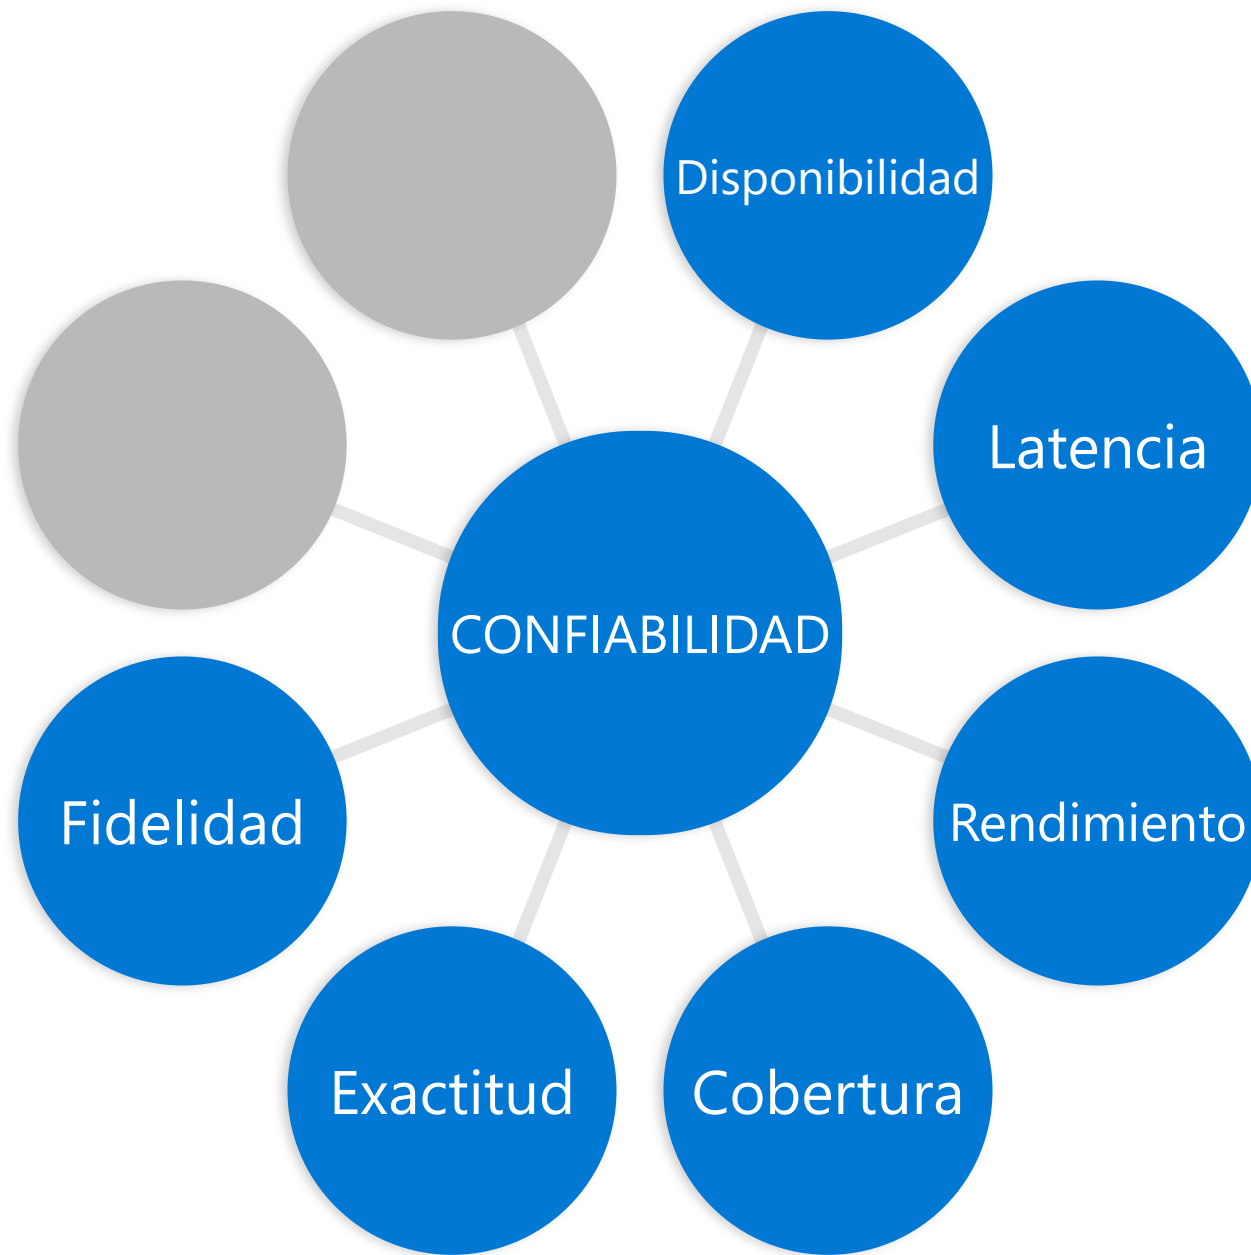 Disponibilidad
Latencia
CONFIABILIDAD
Fidelidad
Rendimiento
Exactitud
Cobertura